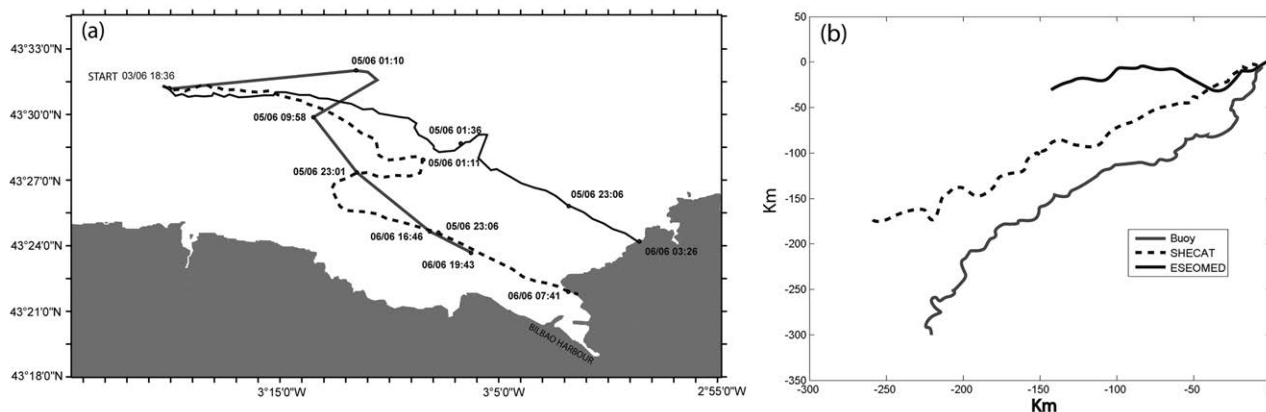 (a)
43°33'0"N
43°30'0"N
43°27'0"N
43°24'0"N
43°21'0"N
43°18'0"N
START 03/06 18:36
05/06 01:10
05/06 09:58
05/06 01:36
05/06 01:11
05/06 23:01
05/06 23:06
05/06 23:06
06/06 16:46
06/06 19:43
06/06 03:26
06/06 07:41
BILBAO HARBOUR
3°15'0"W
3°5'0"W
2°55'0"W
(b)
50
0
-50
-100
-150
-200
-250
-300
-350
Km
Buoy
SHECAT
ESEOMED
-300
-250
-200
-150
-100
-50
0
Km